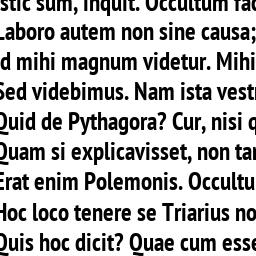 stic sum, inquit. Occultum fac
Laboro autem non sine causa;
d mihi magnum videtur. Mihi
Sed videbimus. Nam ista vest
Quid de Pythagora? Cur, nisi q
Quam si explicavisset, non ta
Erat enim Polemonis. Occultu
Hoc loco tenere se Triarius no
Quis hoc dicit? Quae cum esse